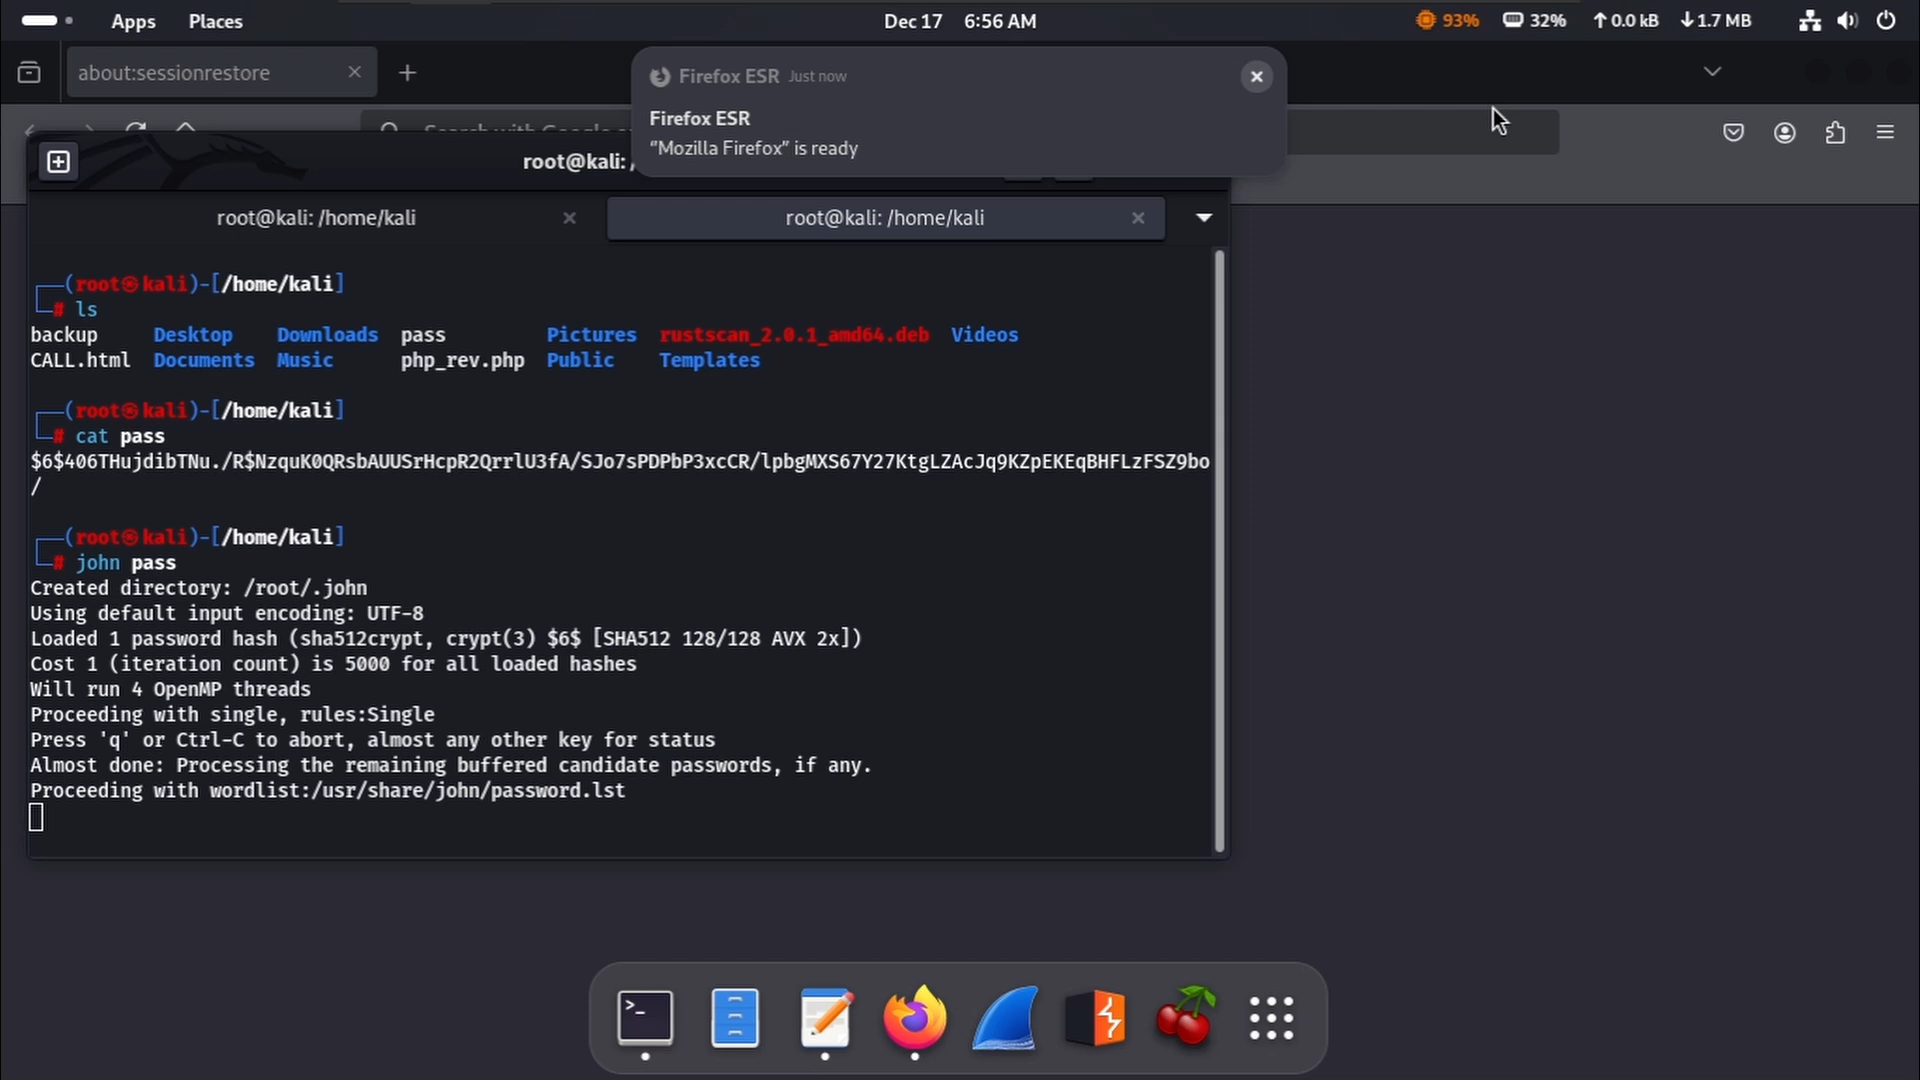 Apps Places Dec 17 6:56 AM 93% 32% 0.0 kB 1.7 MB
about:sessionrestore
Firefox ESR Just now
Firefox ESR
“Mozilla Firefox” is ready
Search with Google
root@kali: /
root@kali: /home/kali root@kali: /home/kali
(root㉿kali)-[/home/kali]
# ls
backup Desktop Downloads pass Pictures rustscan_2.0.1_amd64.deb Videos
CALL.html Documents Music php_rev.php Public Templates
(root㉿kali)-[/home/kali]
# cat pass
$6$406THujdibTNu./R$NzquK0QRsbAUUSrHcpR2QrrlU3fA/SJo7sPDPbP3xcCR/lpbgMXS67Y27KtgLZAcJq9KZpEKEqBHFLzFSZ9bo
/
(root㉿kali)-[/home/kali]
# john pass
Created directory: /root/.john
Using default input encoding: UTF-8
Loaded 1 password hash (sha512crypt, crypt(3) $6$ [SHA512 128/128 AVX 2x])
Cost 1 (iteration count) is 5000 for all loaded hashes
Will run 4 OpenMP threads
Proceeding with single, rules:Single
Press 'q' or Ctrl-C to abort, almost any other key for status
Almost done: Processing the remaining buffered candidate passwords, if any.
Proceeding with wordlist:/usr/share/john/password.lst